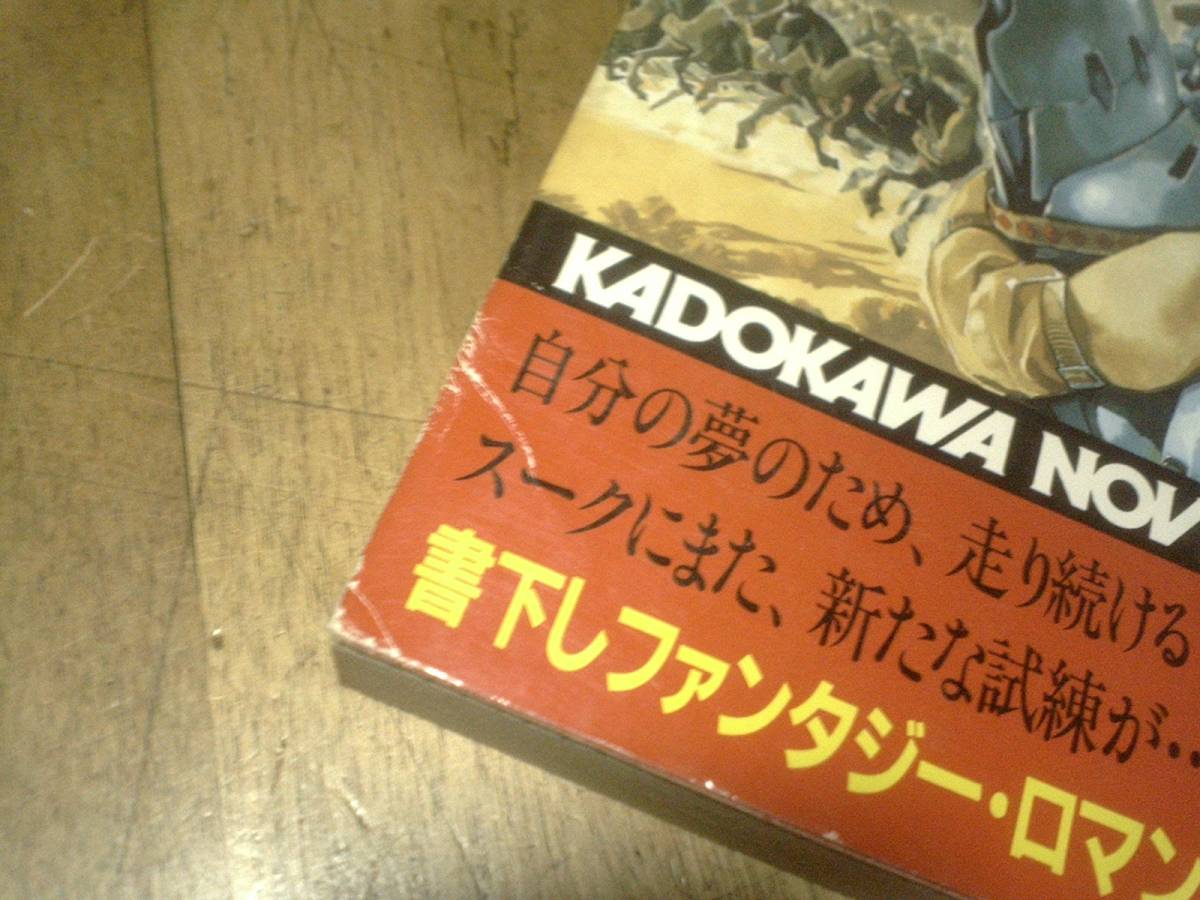 KADOKAWA NOV
自分の夢のため、走り続ける
スークにまた、新たな試練が‥
書下しファンタジー・ロマン